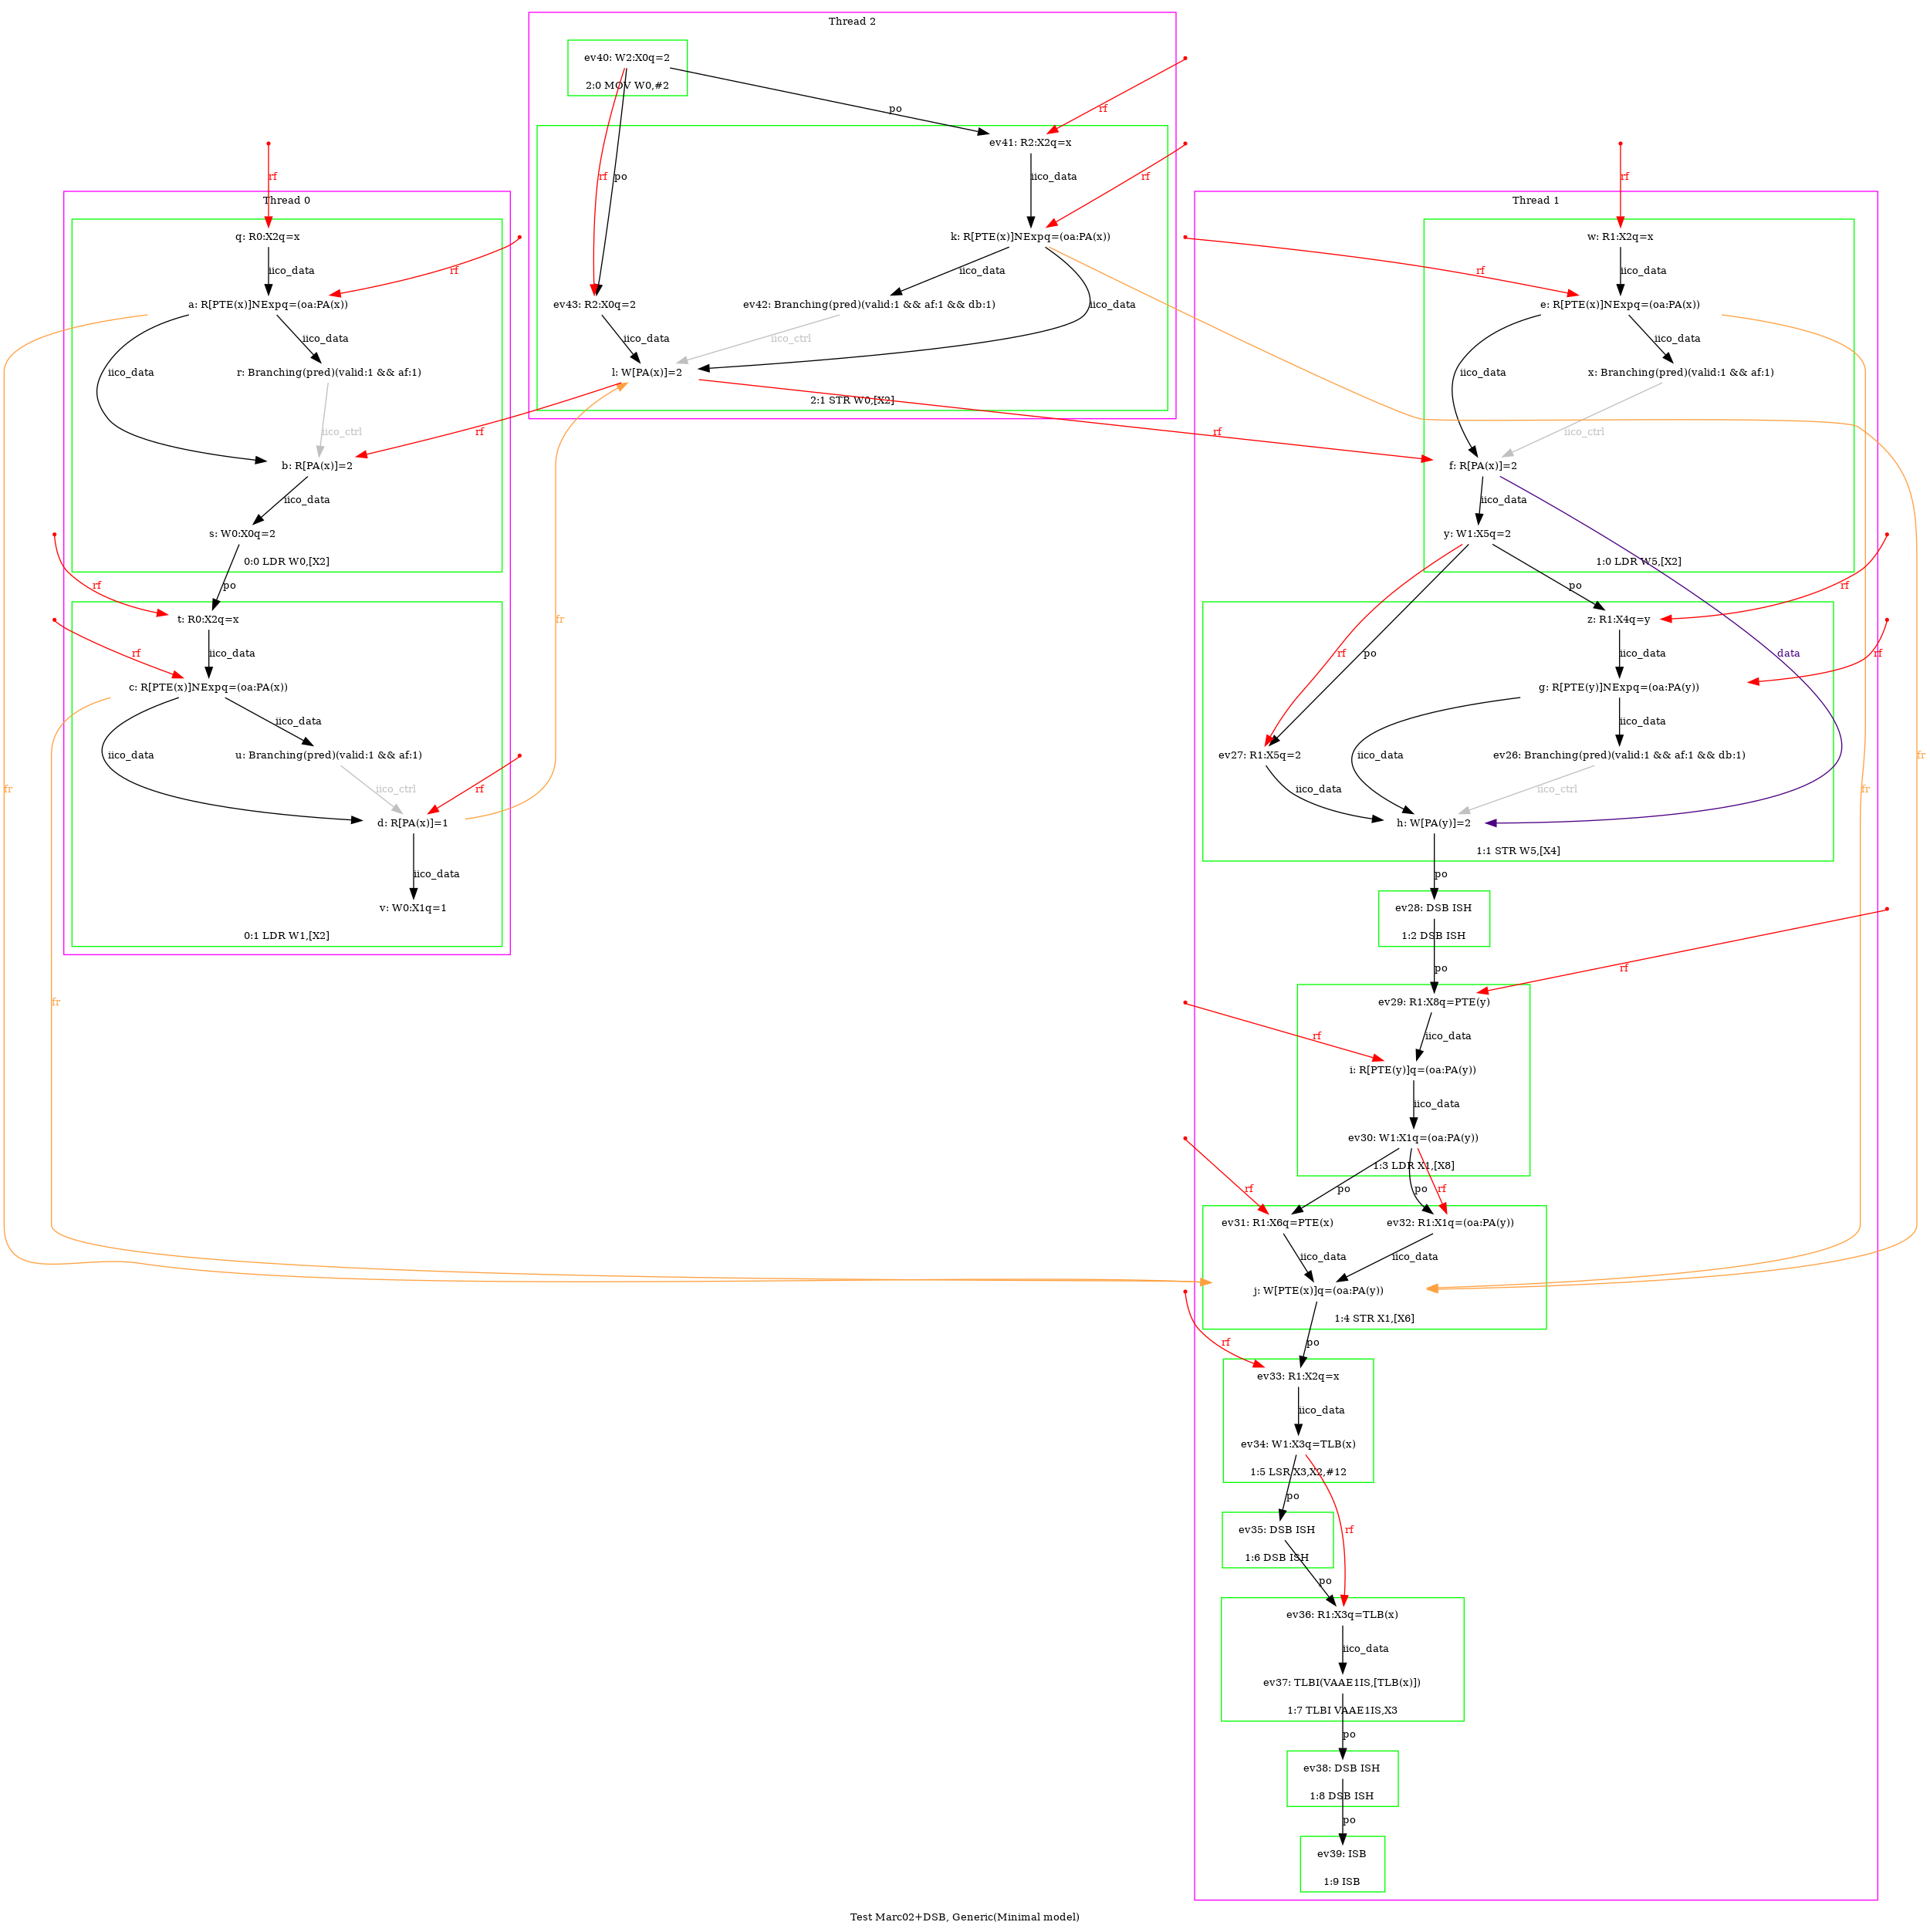 Thread 2
ev40: W2:X0q=2
2:0 MOV W0,#2
po
rf
ev41: R2:X2q=x
rf
po
iico_data
rf
k: R[PTE(x)]NExpq=(oa:PA(x))
iico_data
ev43: R2:X0q=2
ev42: Branching(pred)(valid:1 && af:1 && db:1)
iico_data
iico_data
iico_ctrl
l: W[PA(x)]=2
2:1 STR W0,[X2]
rf
rf
fr
fr
Thread 0
rf
q: R0:X2q=x
iico_data
rf
a: R[PTE(x)]NExpq=(oa:PA(x))
iico_data
iico_data
r: Branching(pred)(valid:1 && af:1)
iico_ctrl
b: R[PA(x)]=2
iico_data
s: W0:X0q=2
0:0 LDR W0,[X2]
po
rf
t: R0:X2q=x
iico_data
rf
c: R[PTE(x)]NExpq=(oa:PA(x))
iico_data
iico_data
u: Branching(pred)(valid:1 && af:1)
iico_ctrl
rf
d: R[PA(x)]=1
iico_data
v: W0:X1q=1
0:1 LDR W1,[X2]
fr
fr
Thread 1
rf
w: R1:X2q=x
iico_data
rf
e: R[PTE(x)]NExpq=(oa:PA(x))
iico_data
iico_data
x: Branching(pred)(valid:1 && af:1)
iico_ctrl
f: R[PA(x)]=2
iico_data
y: W1:X5q=2
1:0 LDR W5,[X2]
po
rf
z: R1:X4q=y
rf
po
data
iico_data
rf
g: R[PTE(y)]NExpq=(oa:PA(y))
iico_data
iico_data
ev27: R1:X5q=2
ev26: Branching(pred)(valid:1 && af:1 && db:1)
fr
iico_data
iico_ctrl
h: W[PA(y)]=2
1:1 STR W5,[X4]
po
ev28: DSB ISH
1:2 DSB ISH
po
rf
ev29: R1:X8q=PTE(y)
rf
iico_data
i: R[PTE(y)]q=(oa:PA(y))
iico_data
ev30: W1:X1q=(oa:PA(y))
1:3 LDR X1,[X8]
rf
po
po
rf
ev31: R1:X6q=PTE(x)
ev32: R1:X1q=(oa:PA(y))
iico_data
iico_data
j: W[PTE(x)]q=(oa:PA(y))
1:4 STR X1,[X6]
rf
po
ev33: R1:X2q=x
iico_data
ev34: W1:X3q=TLB(x)
1:5 LSR X3,X2,#12
po
rf
ev35: DSB ISH
1:6 DSB ISH
po
ev36: R1:X3q=TLB(x)
iico_data
ev37: TLBI(VAAE1IS,[TLB(x)])
1:7 TLBI VAAE1IS,X3
po
ev38: DSB ISH
1:8 DSB ISH
po
ev39: ISB
1:9 ISB
Test Marc02+DSB, Generic(Minimal model)